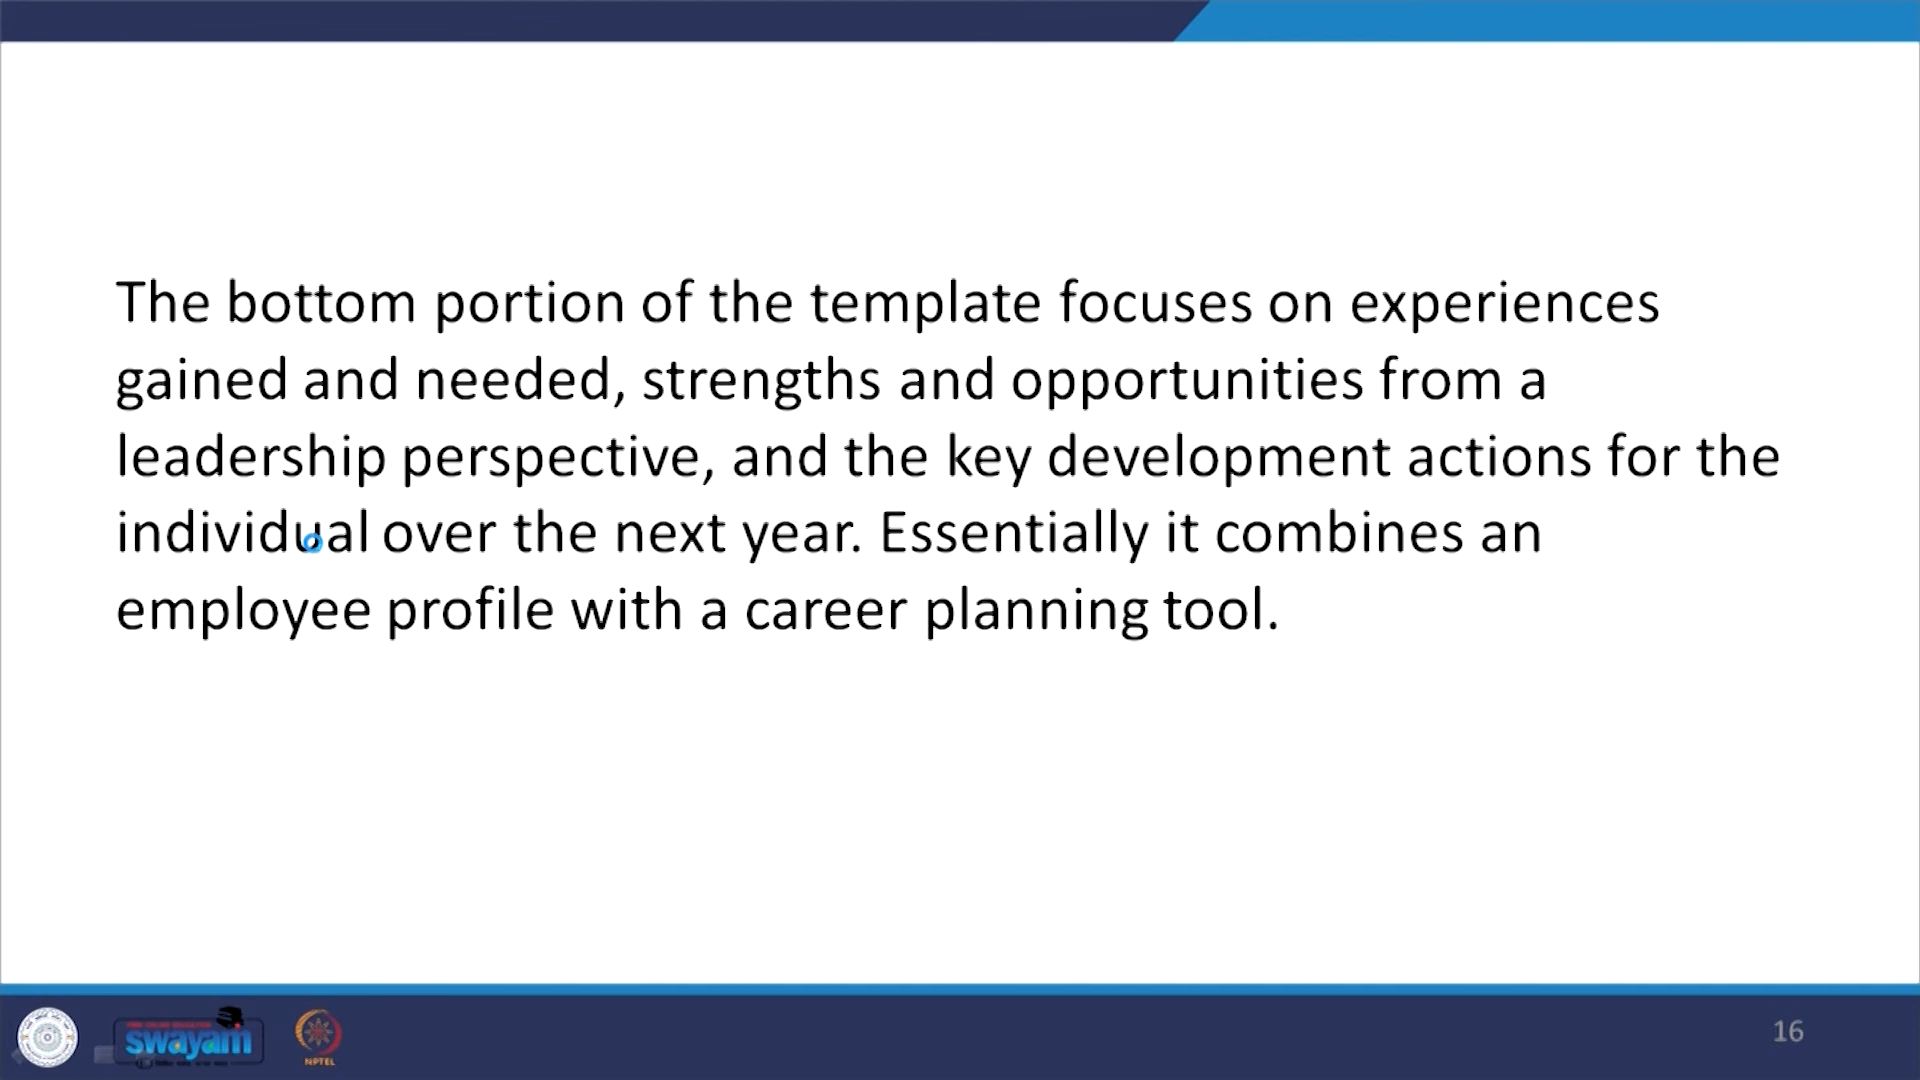 The bottom portion of the template focuses on experiences
gained and needed, strengths and opportunities from a
leadership perspective, and the key development actions for the
individual over the next year. Essentially it combines an
employee profile with a career planning tool.
swayam
NPTEL
16